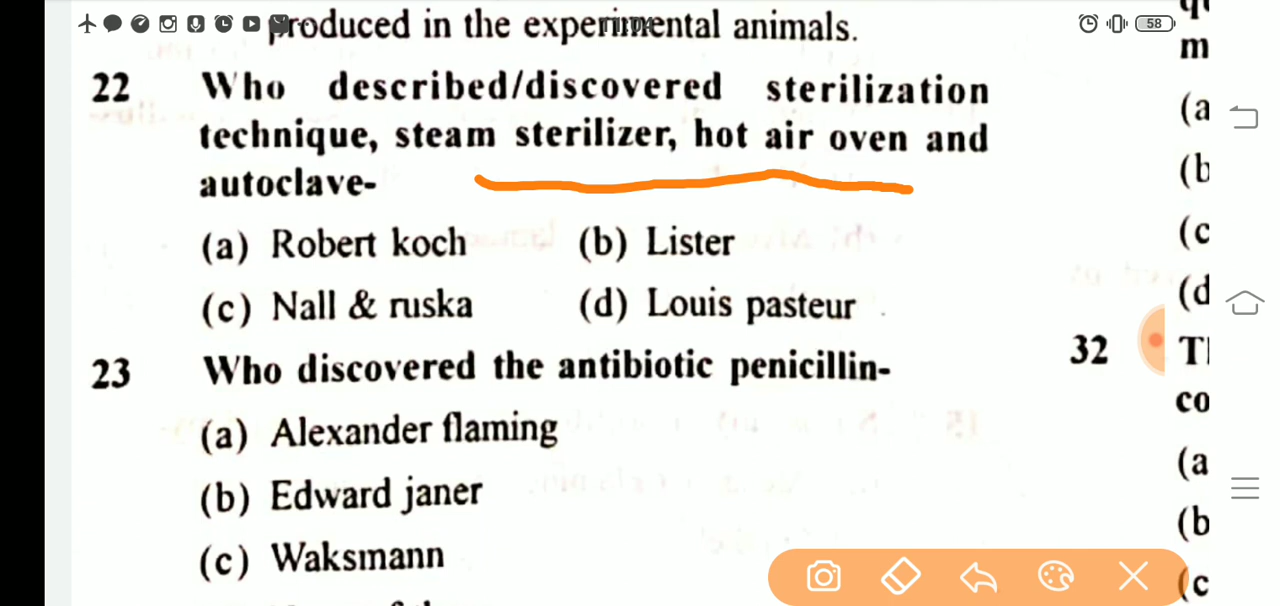 11:04
58
produced in the experimental animals.
22 Who described/discovered sterilization
technique, steam sterilizer, hot air oven and
autoclave-
(a) Robert koch (b) Lister
(c) Nall & ruska (d) Louis pasteur
23 Who discovered the antibiotic penicillin-
(a) Alexander flaming
(b) Edward janer
(c) Waksmann
m
(a
(b
(c
(d
32
co
(a
(b
(c